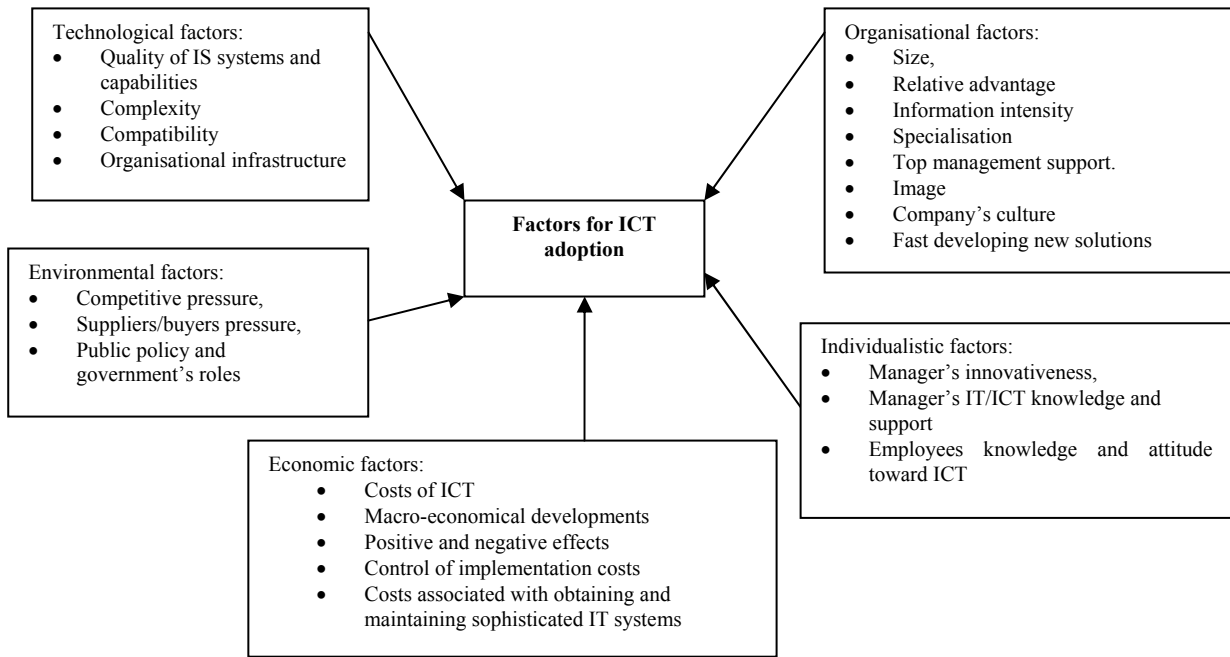 Technological factors:
• Quality of IS systems and
capabilities
• Complexity
• Compatibility
• Organisational infrastructure
Organisational factors:
• Size,
• Relative advantage
• Information intensity
• Specialisation
• Top management support.
• Image
• Company’s culture
• Fast developing new solutions
Factors for ICT
adoption
Environmental factors:
• Competitive pressure,
• Suppliers/buyers pressure,
• Public policy and
government’s roles
Individualistic factors:
• Manager’s innovativeness,
• Manager’s IT/ICT knowledge and
support
• Employees knowledge and attitude
toward ICT
Economic factors:
• Costs of ICT
• Macro-economical developments
• Positive and negative effects
• Control of implementation costs
• Costs associated with obtaining and
maintaining sophisticated IT systems